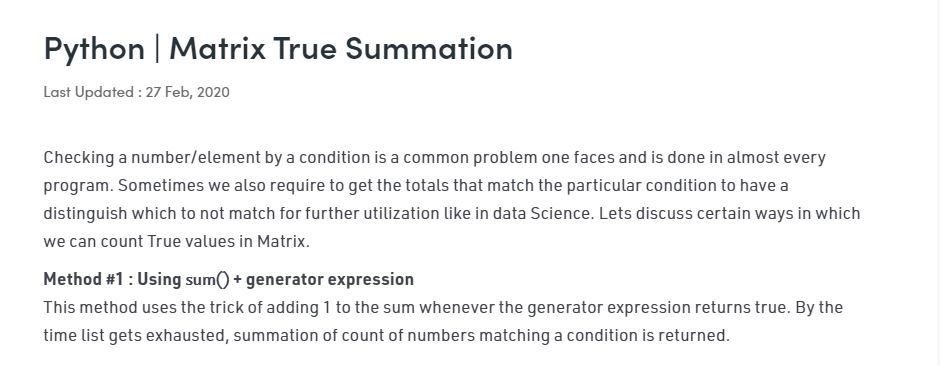 Python | Matrix True Summation
Last Updated : 27 Feb, 2020
Checking a number/element by a condition is a common problem one faces and is done in almost every
program. Sometimes we also require to get the totals that match the particular condition to have a
distinguish which to not match for further utilization like in data Science. Lets discuss certain ways in which
we can count True values in Matrix.
Method #1 : Using sum() + generator expression
This method uses the trick of adding 1 to the sum whenever the generator expression returns true. By the
time list gets exhausted, summation of count of numbers matching a condition is returned.